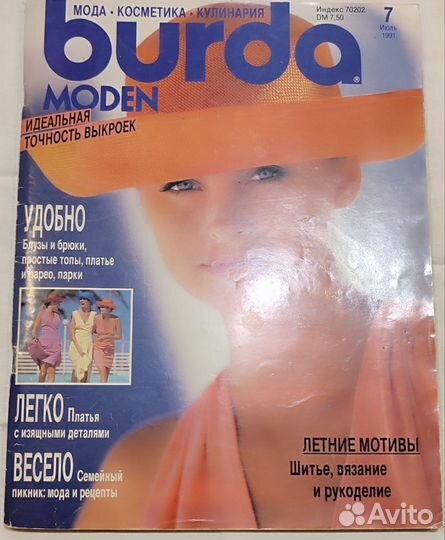 МОДА · КОСМЕТИКА · КУЛИНАРИЯ
Индекс 70202
DM 7,50
7
Июль
1991
burda
MODEN
ИДЕАЛЬНАЯ
ТОЧНОСТЬ ВЫКРОЕК
УДОБНО
Блузы и брюки,
простые топы, платье
и парео, парки
ЛЕГКО Платья
с изящными деталями
ВЕСЕЛО Семейный
пикник: мода и рецепты
ЛЕТНИЕ МОТИВЫ
Шитье, вязание
и рукоделие
Avito